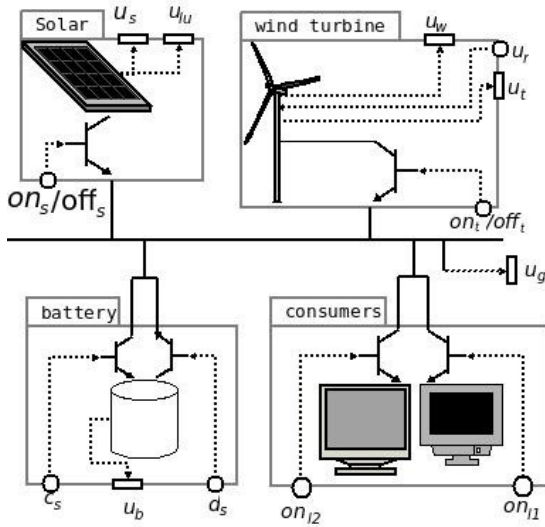 Solar
u_s
u_lu
wind turbine
u_w
u_r
u_t
on_s/off_s
on_t/off_t
u_g
battery
consumers
c_s
u_b
d_s
on_l2
on_l1